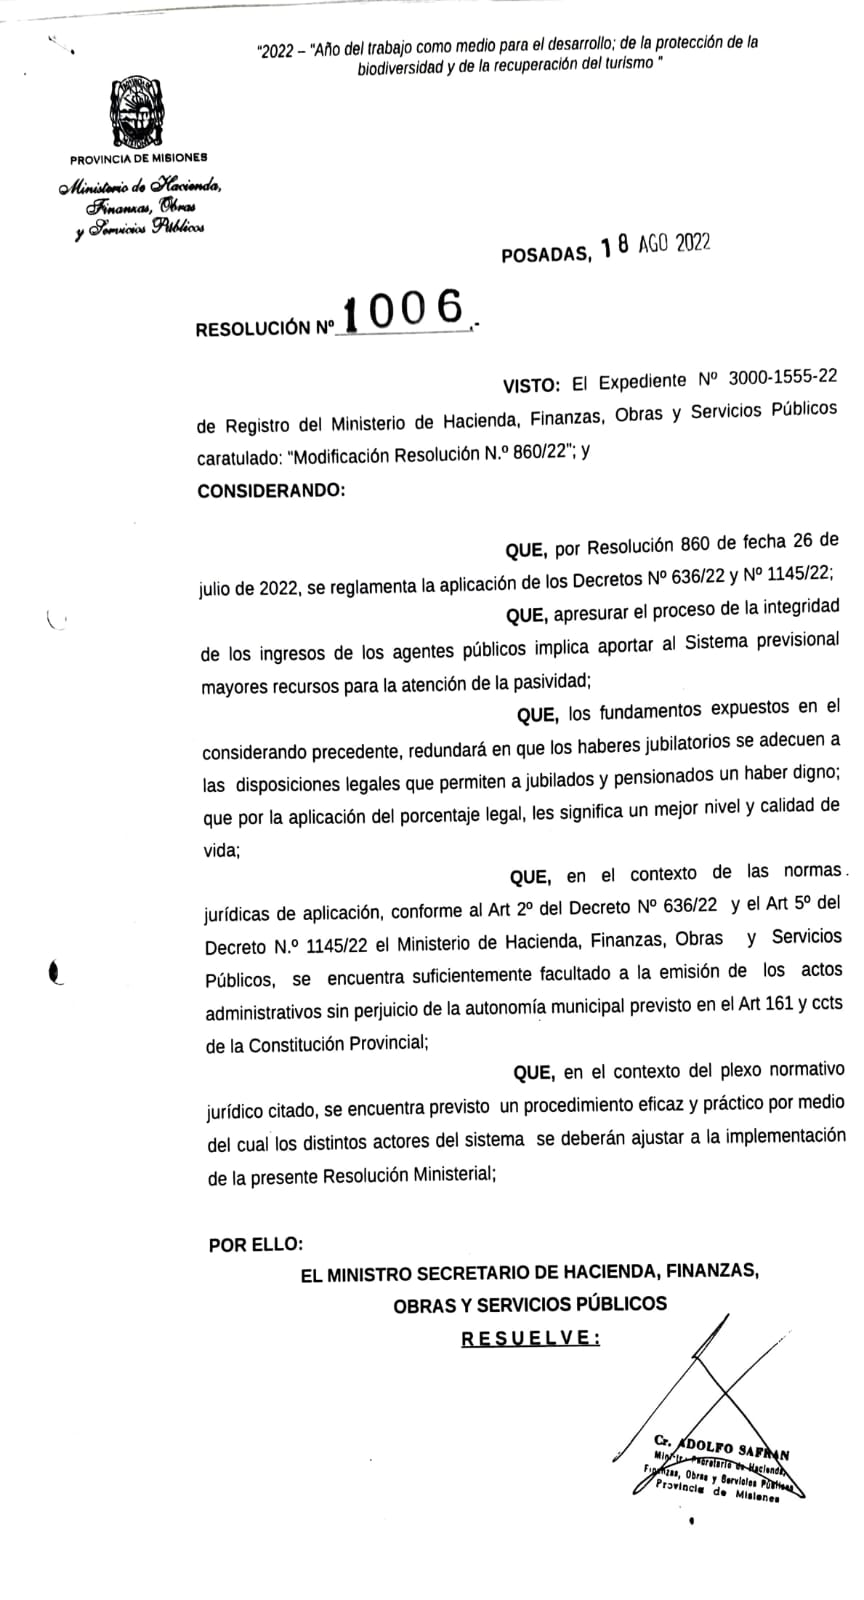 "2022 – "Año del trabajo como medio para el desarrollo; de la protección de la
biodiversidad y de la recuperación del turismo "
PROVINCIA DE MISIONES
Ministerio de Hacienda,
Finanzas, Obras
y Servicios Públicos
POSADAS, 18 AGO 2022
RESOLUCIÓN Nº 1006.-
VISTO: El Expediente Nº 3000-1555-22
de Registro del Ministerio de Hacienda, Finanzas, Obras y Servicios Públicos
caratulado: "Modificación Resolución N.º 860/22"; y
CONSIDERANDO:
QUE, por Resolución 860 de fecha 26 de
julio de 2022, se reglamenta la aplicación de los Decretos Nº 636/22 y Nº 1145/22;
QUE, apresurar el proceso de la integridad
de los ingresos de los agentes públicos implica aportar al Sistema previsional
mayores recursos para la atención de la pasividad;
QUE, los fundamentos expuestos en el
considerando precedente, redundará en que los haberes jubilatorios se adecuen a
las disposiciones legales que permiten a jubilados y pensionados un haber digno;
que por la aplicación del porcentaje legal, les significa un mejor nivel y calidad de
vida;
QUE, en el contexto de las normas
jurídicas de aplicación, conforme al Art 2º del Decreto Nº 636/22 y el Art 5º del
Decreto N.º 1145/22 el Ministerio de Hacienda, Finanzas, Obras y Servicios
Públicos, se encuentra suficientemente facultado a la emisión de los actos
administrativos sin perjuicio de la autonomía municipal previsto en el Art 161 y ccts
de la Constitución Provincial;
QUE, en el contexto del plexo normativo
jurídico citado, se encuentra previsto un procedimiento eficaz y práctico por medio
del cual los distintos actores del sistema se deberán ajustar a la implementación
de la presente Resolución Ministerial;
POR ELLO:
EL MINISTRO SECRETARIO DE HACIENDA, FINANZAS,
OBRAS Y SERVICIOS PÚBLICOS
RESUELVE:
Cr. ADOLFO SAFRAN
Ministro Secretario de Hacienda,
Finanzas, Obras y Servicios Públicos
Provincia de Misiones